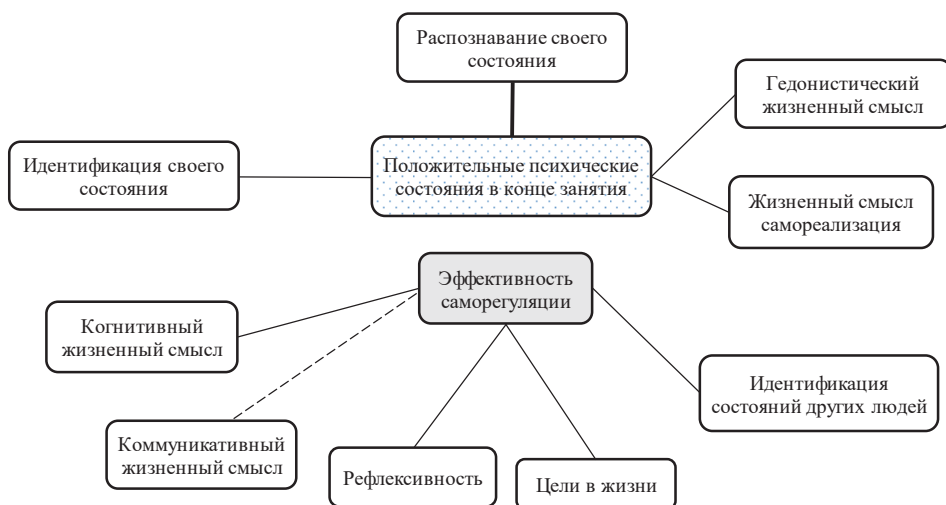 Распознавание своего
состояния
Гедонистический
жизненный смысл
Идентификация своего
состояния
Положительные психические
состояния в конце занятия
Жизненный смысл
самореализация
Эффективность
саморегуляции
Когнитивный
жизненный смысл
Идентификация
состояний других людей
Коммуникативный
жизненный смысл
Рефлексивность
Цели в жизни